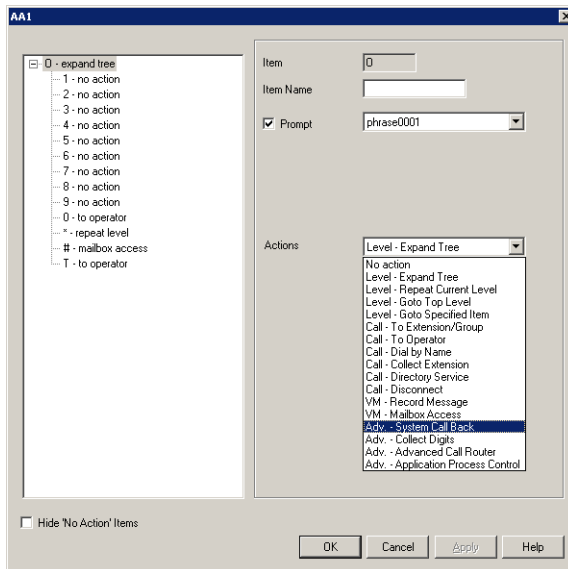 AA1
0 - expand tree
1 - no action
2 - no action
3 - no action
4 - no action
5 - no action
6 - no action
7 - no action
8 - no action
9 - no action
0 - to operator
* - repeat level
# - mailbox access
T - to operator
Item
0
Item Name
Prompt
phrase0001
Actions
Level - Expand Tree
No action
Level - Expand Tree
Level - Repeat Current Level
Level - Goto Top Level
Level - Goto Specified Item
Call - To Extension/Group
Call - To Operator
Call - Dial by Name
Call - Collect Extension
Call - Directory Service
Call - Disconnect
VM - Record Message
VM - Mailbox Access
Adv. - System Call Back
Adv. - Collect Digits
Adv. - Advanced Call Router
Adv. - Application Process Control
Hide 'No Action' Items
OK
Cancel
Apply
Help